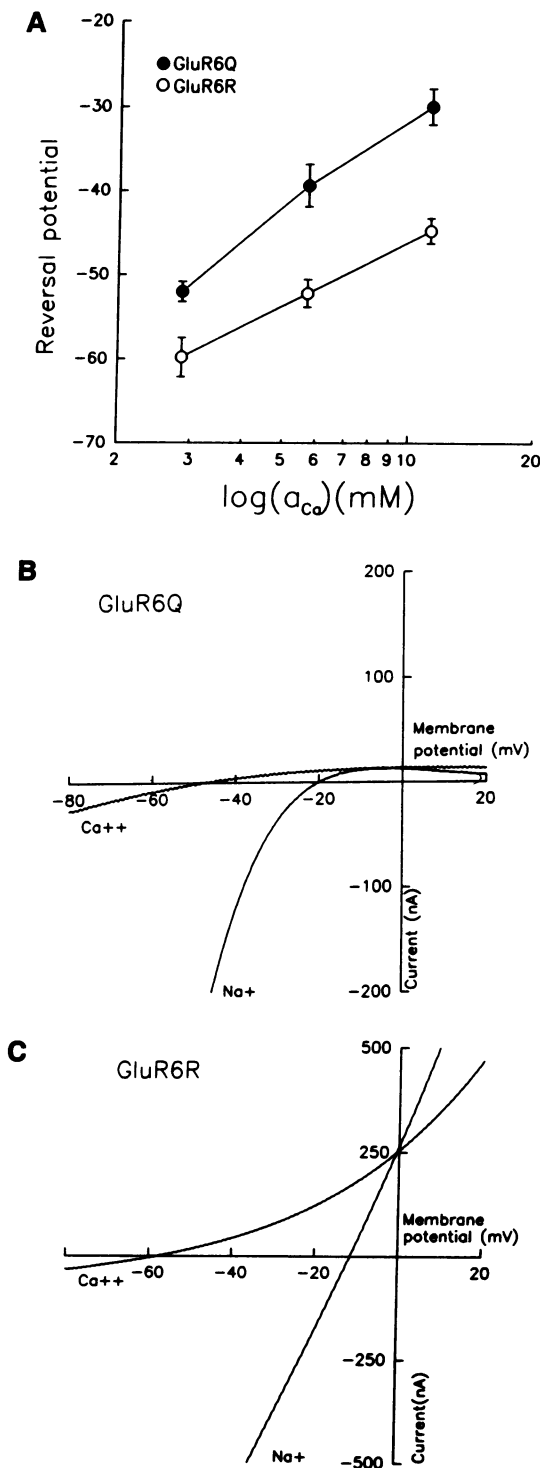 A
GluR6Q
GluR6R
Reversal potential
-20
-30
-40
-50
-60
-70
2 3 4 5 6 7 8 9 10 20
log(aCa)(mM)
B
GluR6Q
200
100
Membrane
potential (mV)
-80 -60 -40 -20 20
Ca++
-100
Current (nA)
-200
Na+
C
GluR6R
500
250
Membrane
potential (mV)
-60 -40 -20 20
Ca++
-250
Current(nA)
-500
Na+